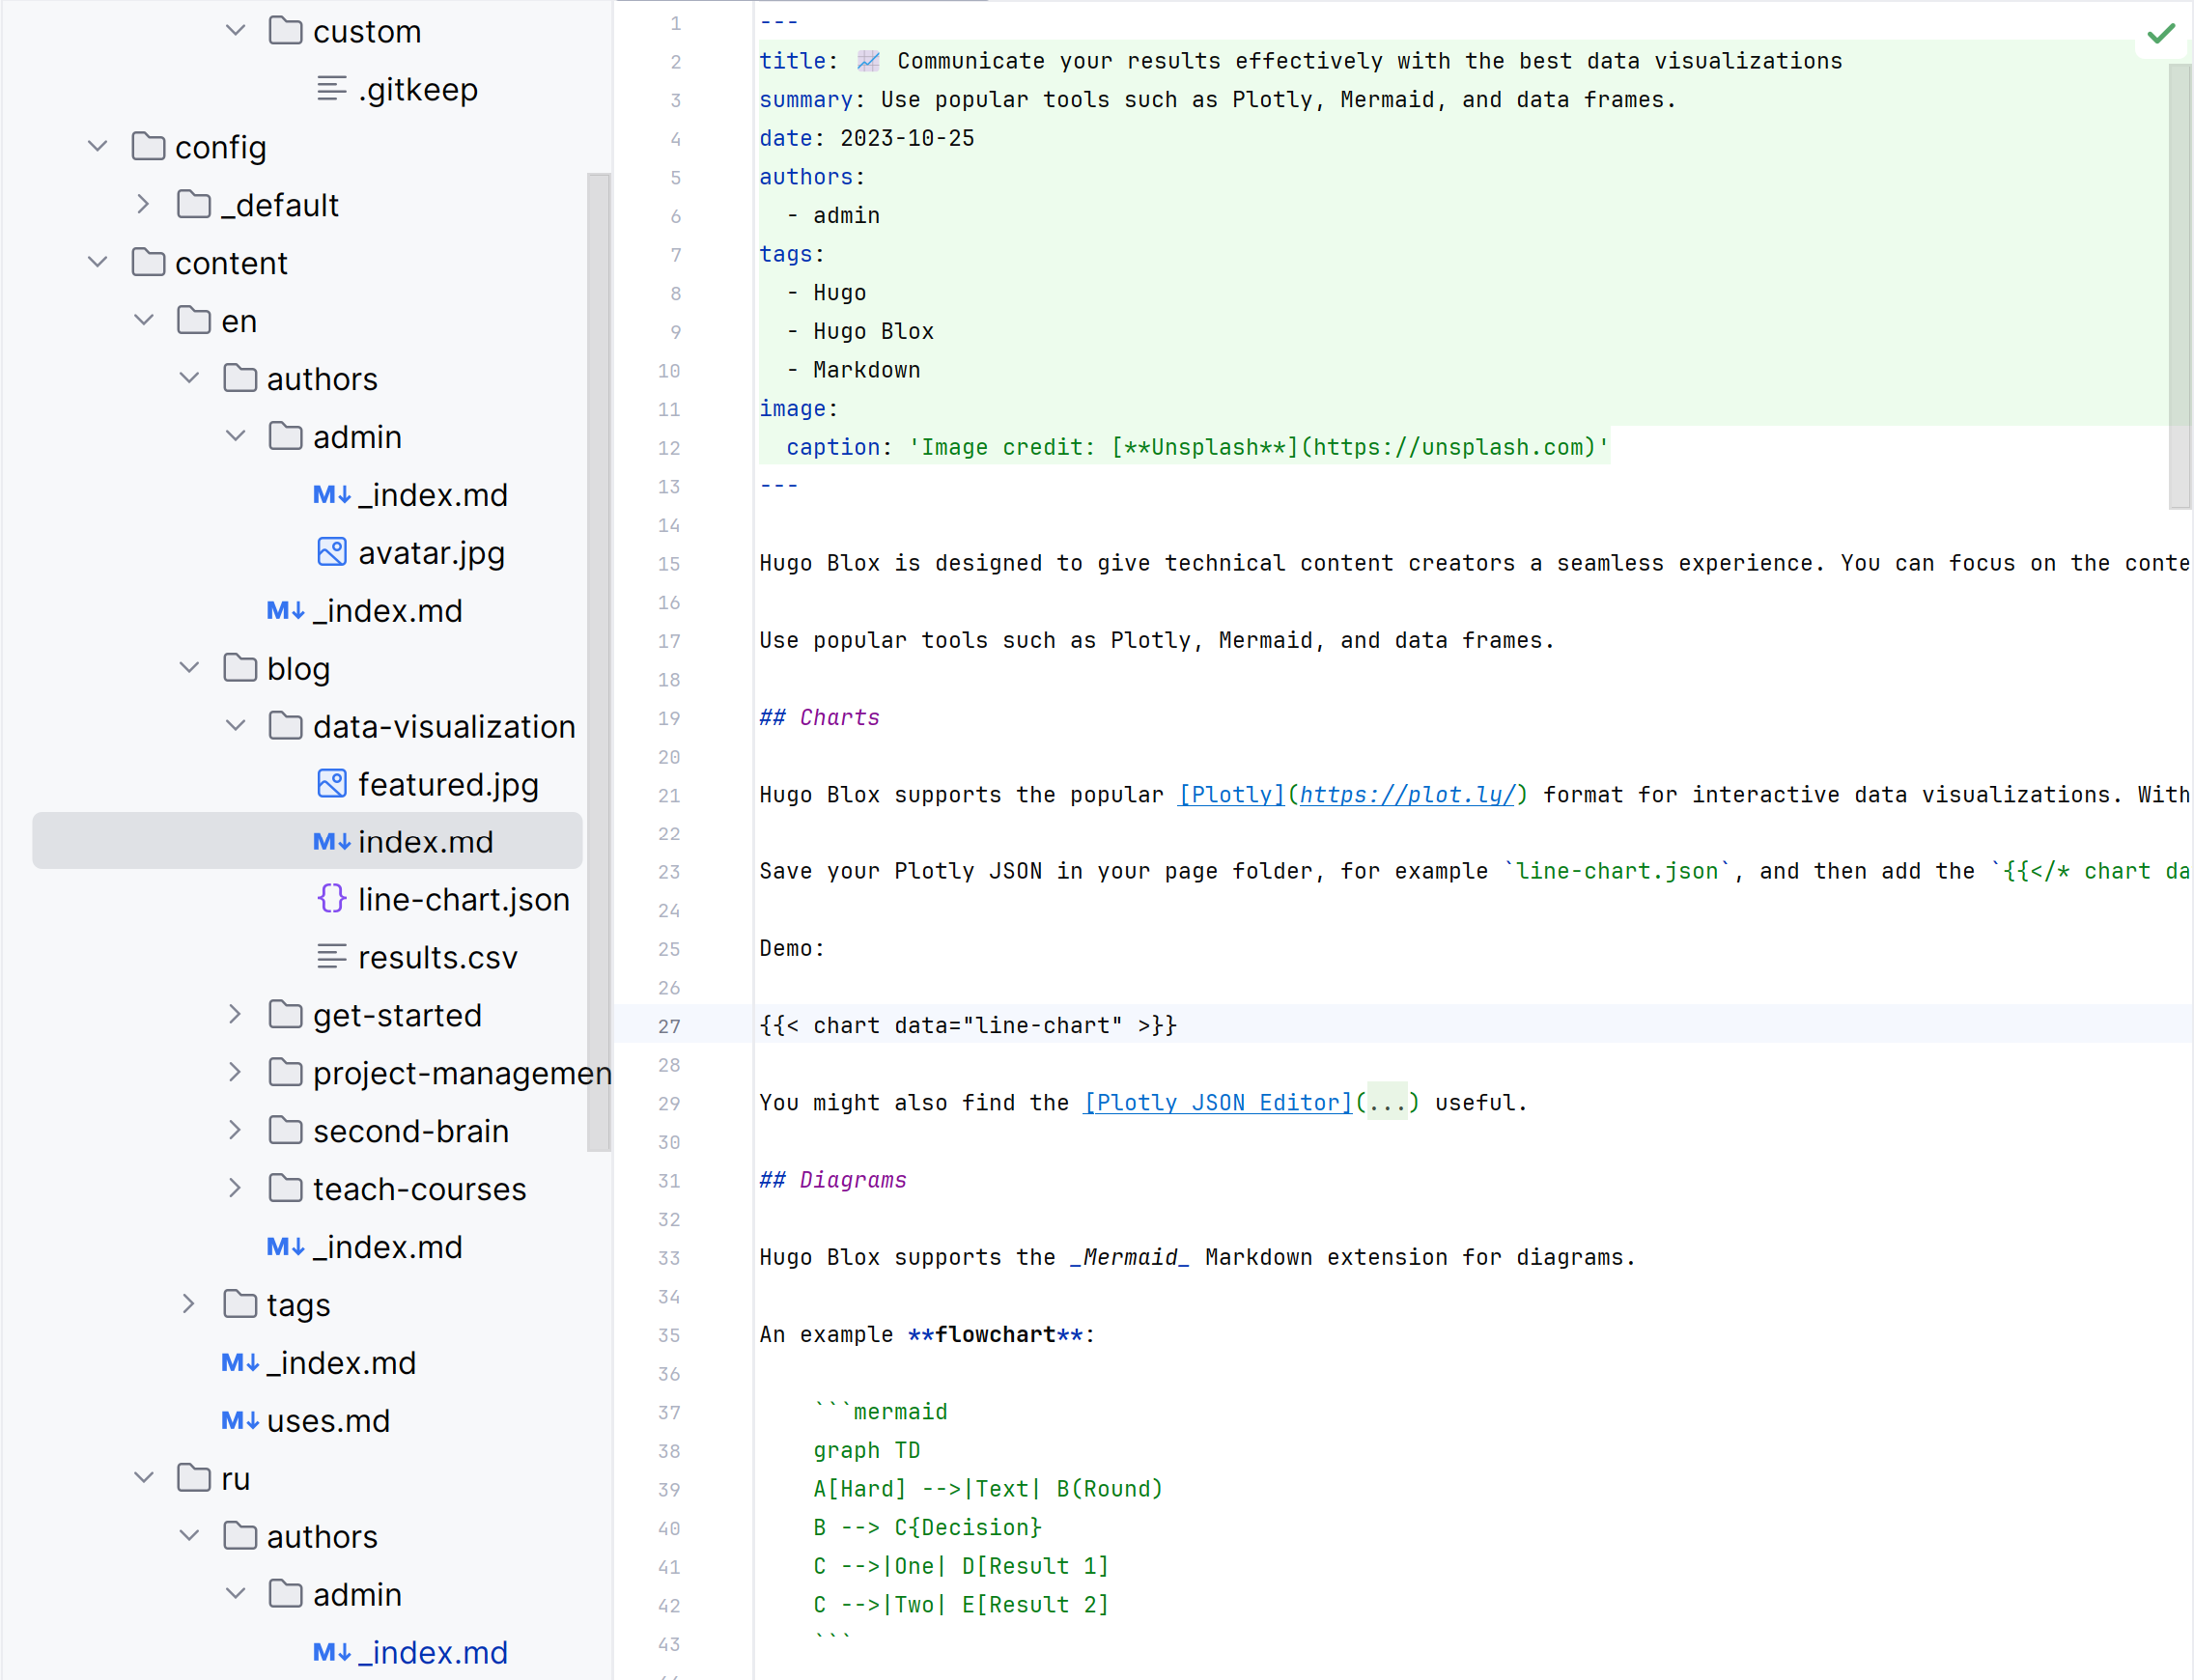 custom
.gitkeep
config
_default
content
en
authors
admin
_index.md
avatar.jpg
_index.md
blog
data-visualization
featured.jpg
index.md
line-chart.json
results.csv
get-started
project-managemen
second-brain
teach-courses
_index.md
tags
_index.md
uses.md
ru
authors
admin
_index.md
1 ---
2 title: 📈 Communicate your results effectively with the best data visualizations
3 summary: Use popular tools such as Plotly, Mermaid, and data frames.
4 date: 2023-10-25
5 authors:
6   - admin
7 tags:
8   - Hugo
9   - Hugo Blox
10   - Markdown
11 image:
12   caption: 'Image credit: [**Unsplash**](https://unsplash.com)'
13 ---
14
15 Hugo Blox is designed to give technical content creators a seamless experience. You can focus on the conte
16
17 Use popular tools such as Plotly, Mermaid, and data frames.
18
19 ## Charts
20
21 Hugo Blox supports the popular [Plotly](https://plot.ly/) format for interactive data visualizations. With
22
23 Save your Plotly JSON in your page folder, for example `line-chart.json`, and then add the `{{</* chart da
24
25 Demo:
26
27 {{< chart data="line-chart" >}}
28
29 You might also find the [Plotly JSON Editor](...) useful.
30
31 ## Diagrams
32
33 Hugo Blox supports the _Mermaid_ Markdown extension for diagrams.
34
35 An example **flowchart**:
36
37     ```mermaid
38     graph TD
39     A[Hard] -->|Text| B(Round)
40     B --> C{Decision}
41     C -->|One| D[Result 1]
42     C -->|Two| E[Result 2]
43     ```